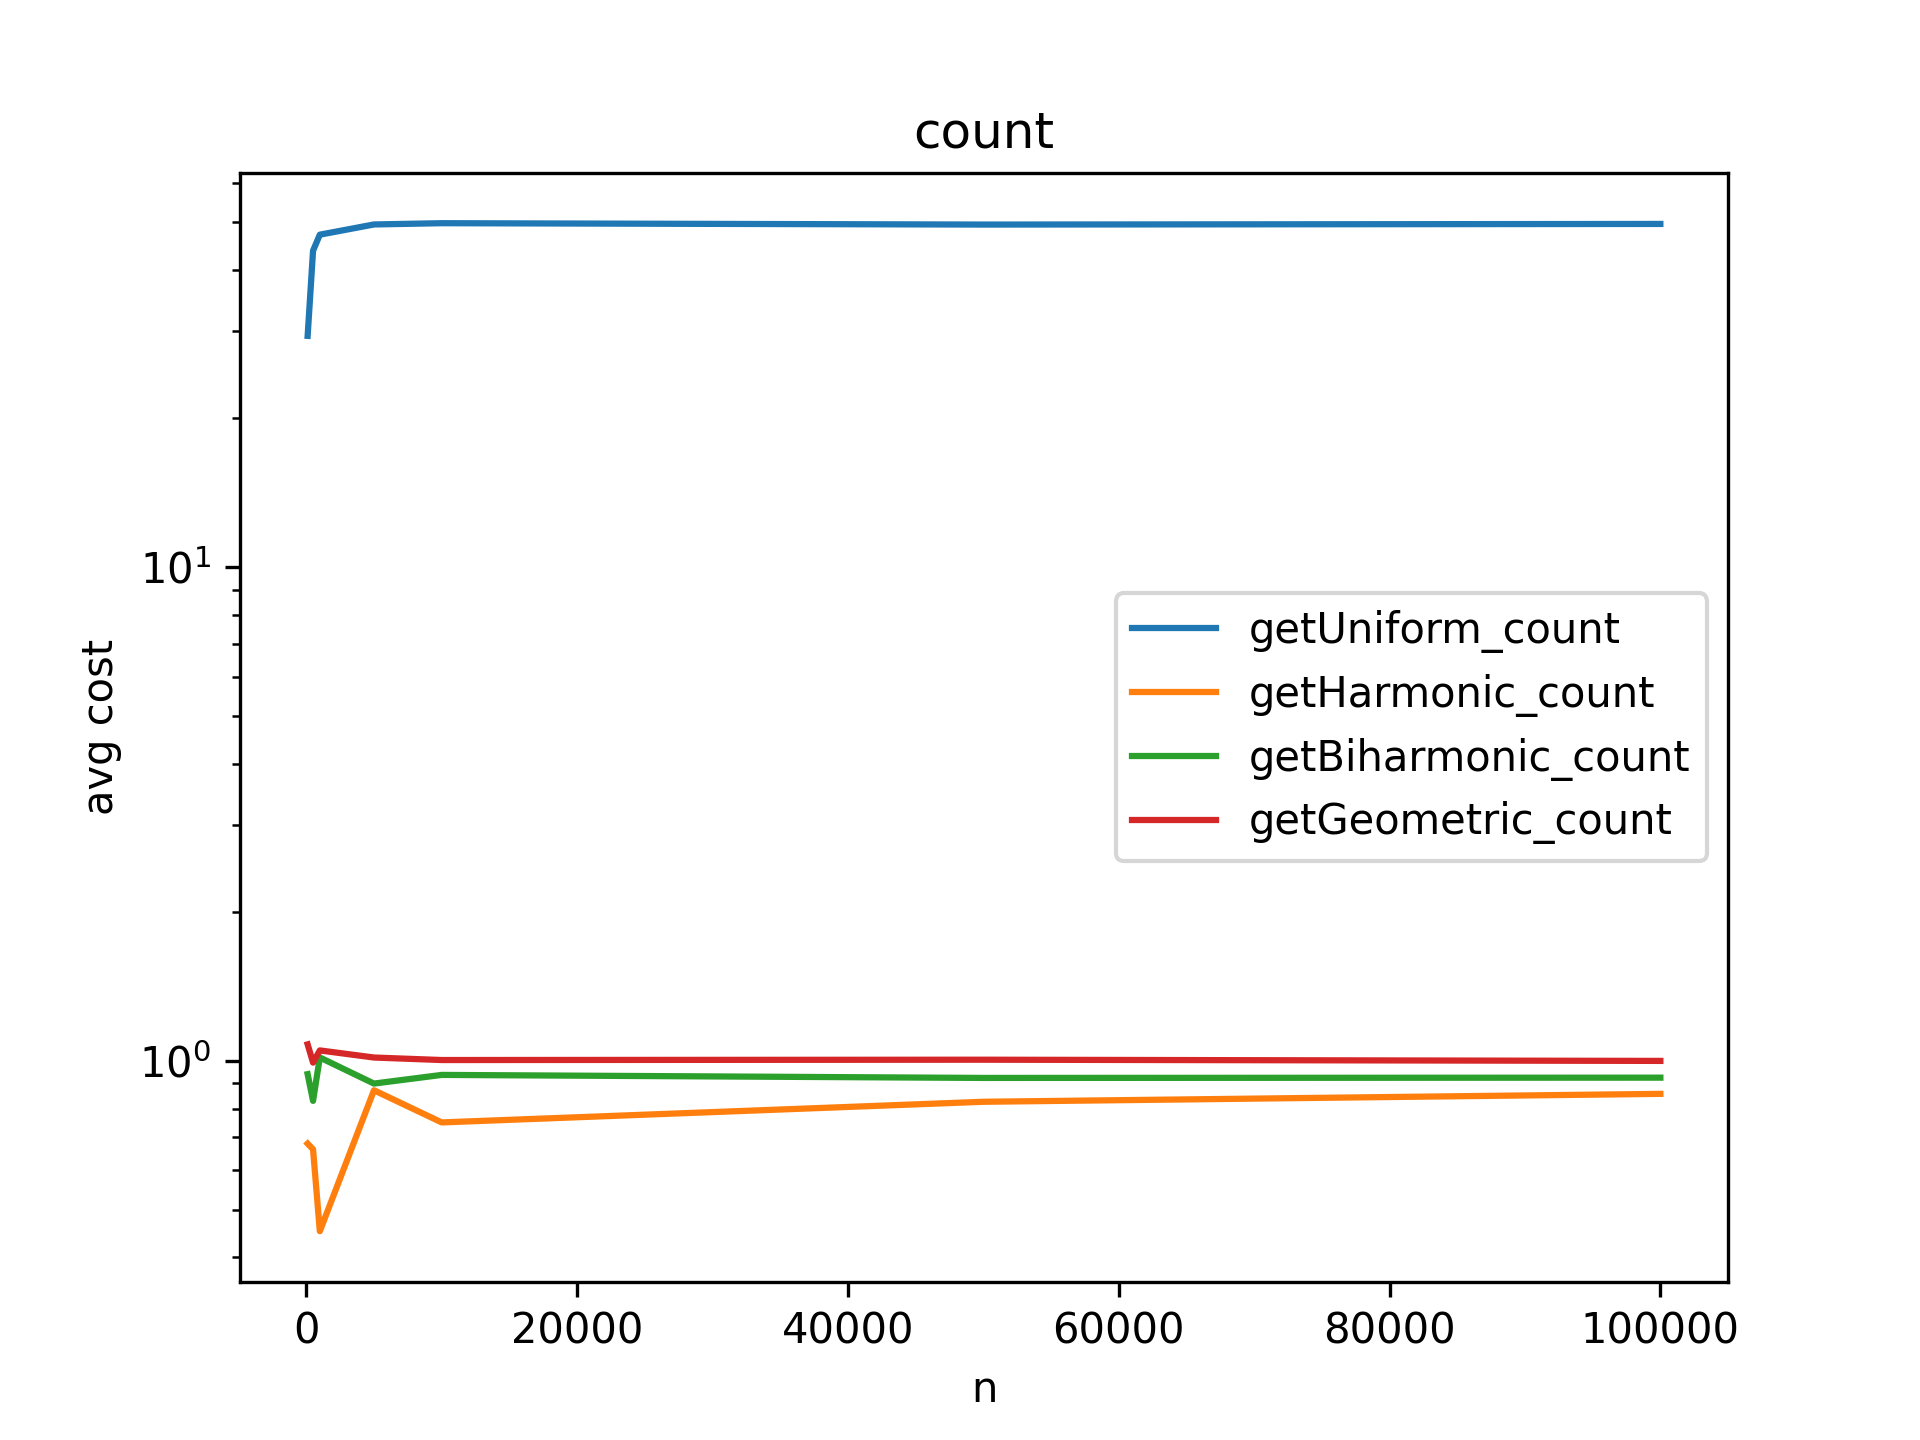 count
avg cost
10¹
10⁰
getUniform_count
getHarmonic_count
getBiharmonic_count
getGeometric_count
0 20000 40000 60000 80000 100000
n